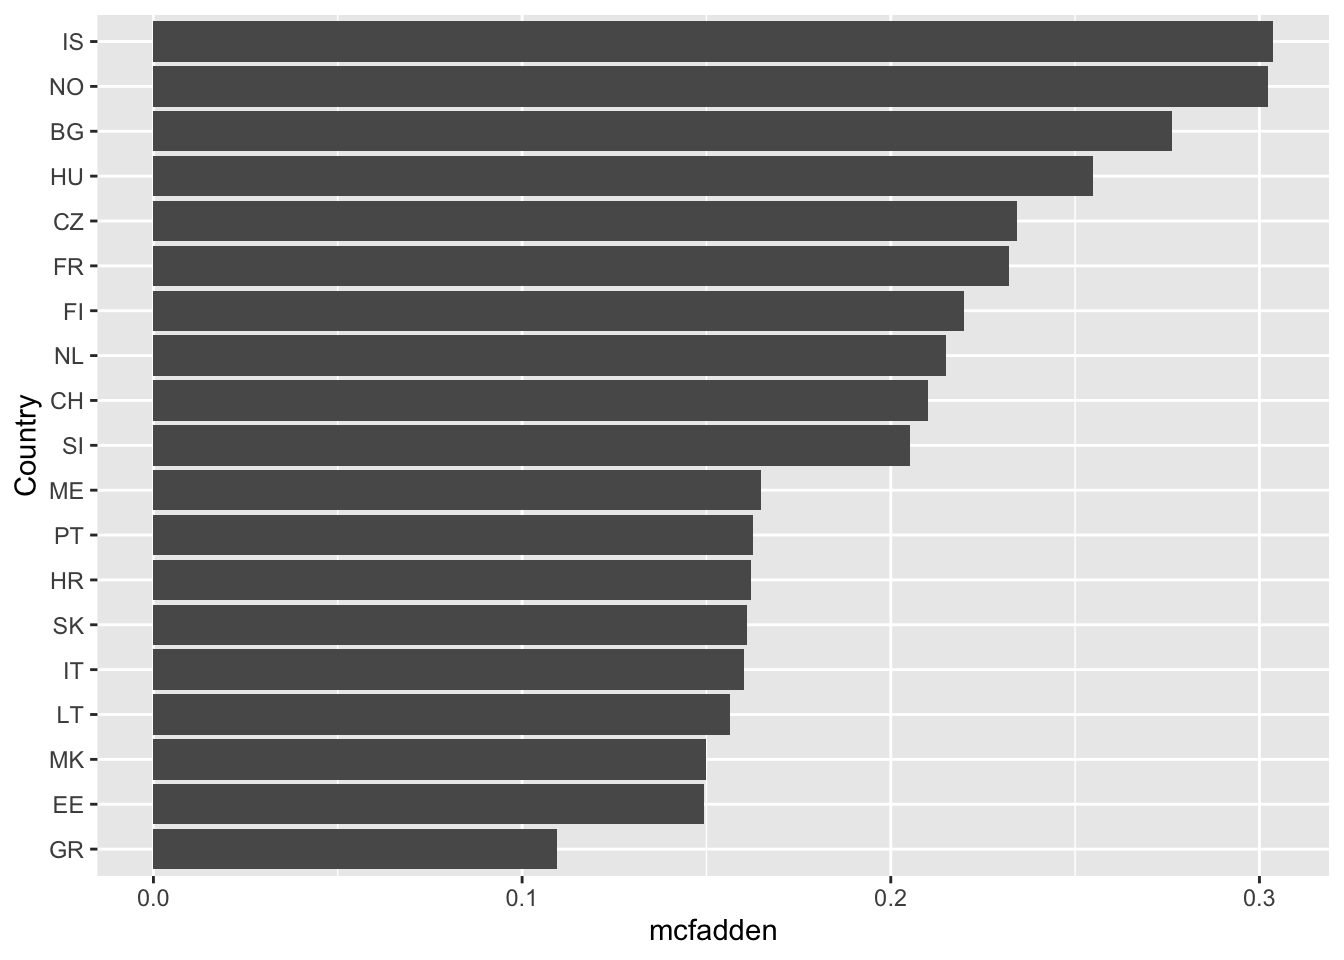 Country
IS
NO
BG
HU
CZ
FR
FI
NL
CH
SI
ME
PT
HR
SK
IT
LT
MK
EE
GR
0.0 0.1 0.2 0.3
mcfadden